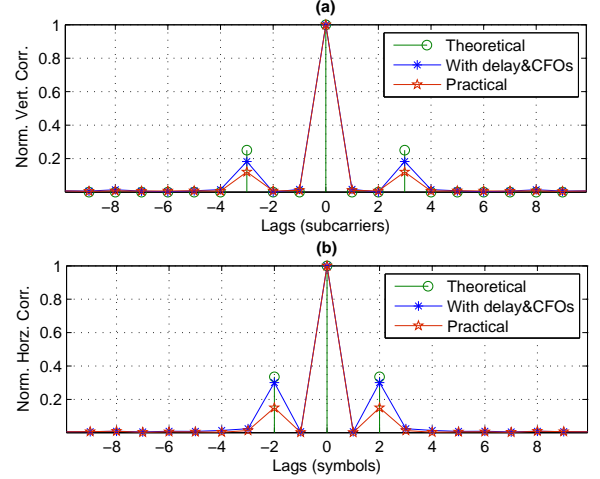 (a)
Norm. Vert. Corr.
1
0.8
0.6
0.4
0.2
Theoretical
With delay&CFOs
Practical
−8 −6 −4 −2 0 2 4 6 8
Lags (subcarriers)
(b)
Norm. Horz. Corr.
1
0.8
0.6
0.4
0.2
Theoretical
With delay&CFOs
Practical
−8 −6 −4 −2 0 2 4 6 8
Lags (symbols)